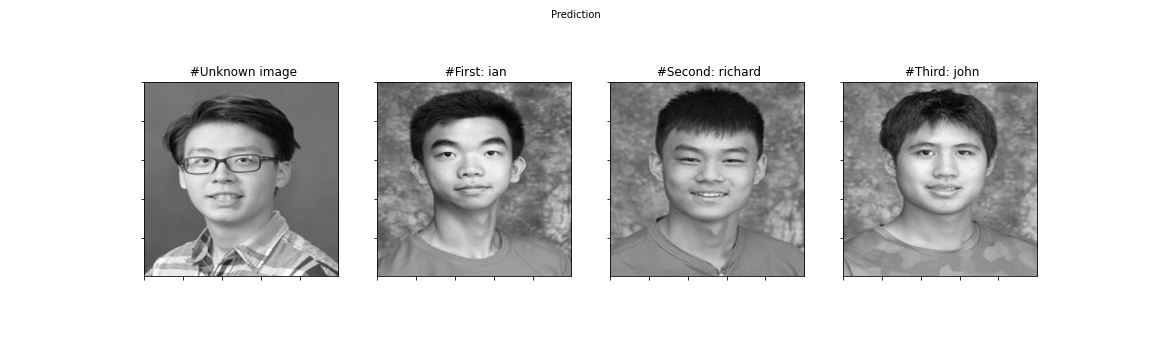 Prediction
#Unknown image
#First: ian
#Second: richard
#Third: john